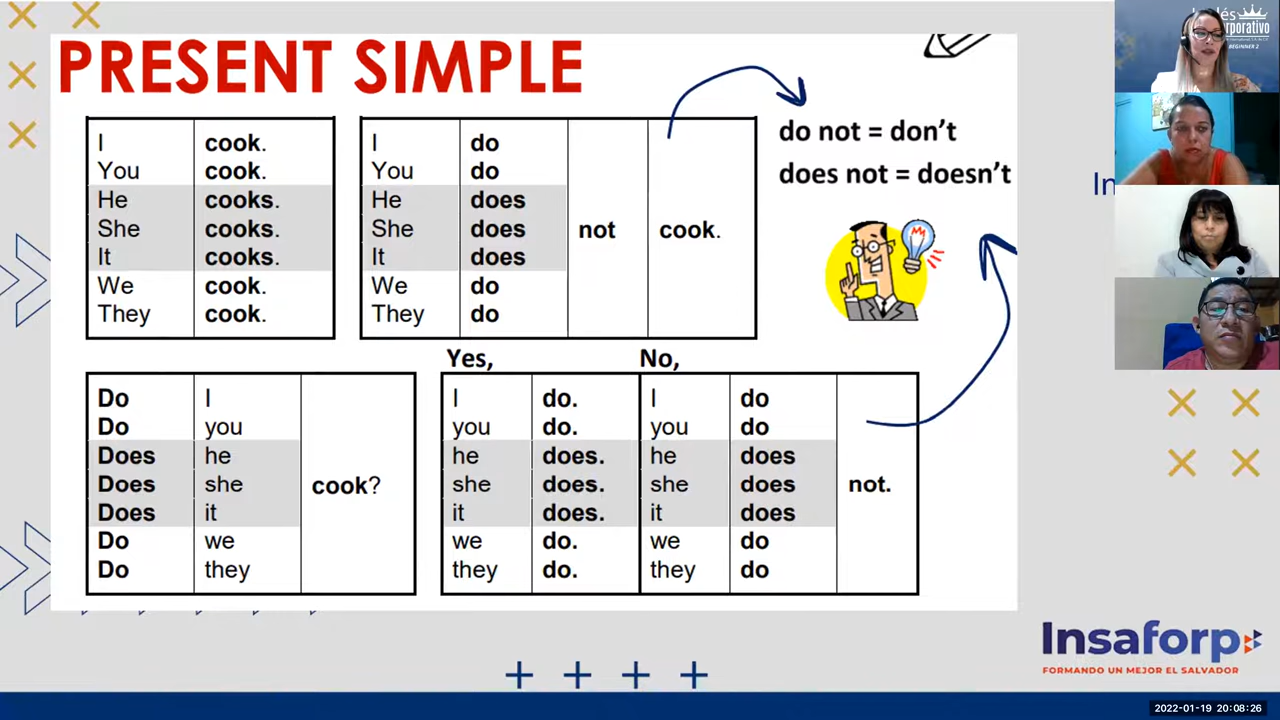 PRESENT SIMPLE
I cook.
You cook.
He cooks.
She cooks.
It cooks.
We cook.
They cook.
I do
You do
He does
She does
It does
We do
They do
not
cook.
do not = don't
does not = doesn't
Do I
Do you
Does he
Does she
Does it
Do we
Do they
cook?
Yes,
I do.
you do.
he does.
she does.
it does.
we do.
they do.
No,
I do
you do
he does
she does
it does
we do
they do
not.
BEGINNER 2
Insaforp
FORMANDO UN MEJOR EL SALVADOR
2022-01-19 20:08:26